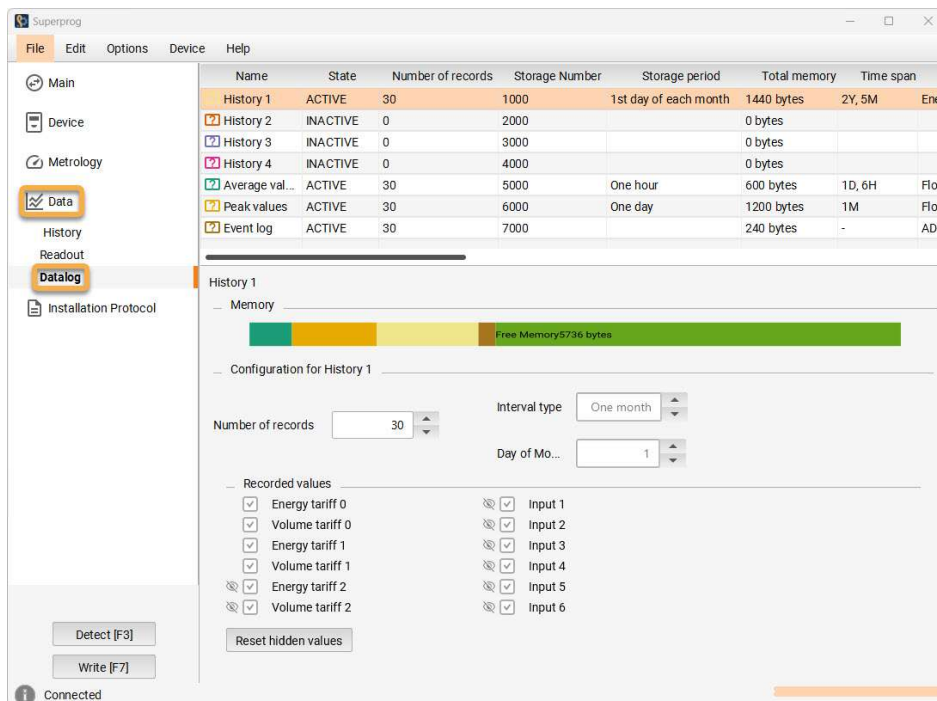 Superprog
File Edit Options Device Help
Main
Device
Metrology
Data
History
Readout
Datalog
Installation Protocol
Name State Number of records Storage Number Storage period Total memory Time span
History 1 ACTIVE 30 1000 1st day of each month 1440 bytes 2Y, 5M Ene
? History 2 INACTIVE 0 2000 0 bytes
? History 3 INACTIVE 0 3000 0 bytes
? History 4 INACTIVE 0 4000 0 bytes
? Average val... ACTIVE 30 5000 One hour 600 bytes 1D, 6H Flo
? Peak values ACTIVE 30 6000 One day 1200 bytes 1M Flo
? Event log ACTIVE 30 7000 240 bytes - AD
History 1
Memory
Free Memory5736 bytes
Configuration for History 1
Number of records 30
Interval type One month
Day of Mo... 1
Recorded values
Energy tariff 0 Input 1
Volume tariff 0 Input 2
Energy tariff 1 Input 3
Volume tariff 1 Input 4
Energy tariff 2 Input 5
Volume tariff 2 Input 6
Reset hidden values
Detect [F3]
Write [F7]
i Connected